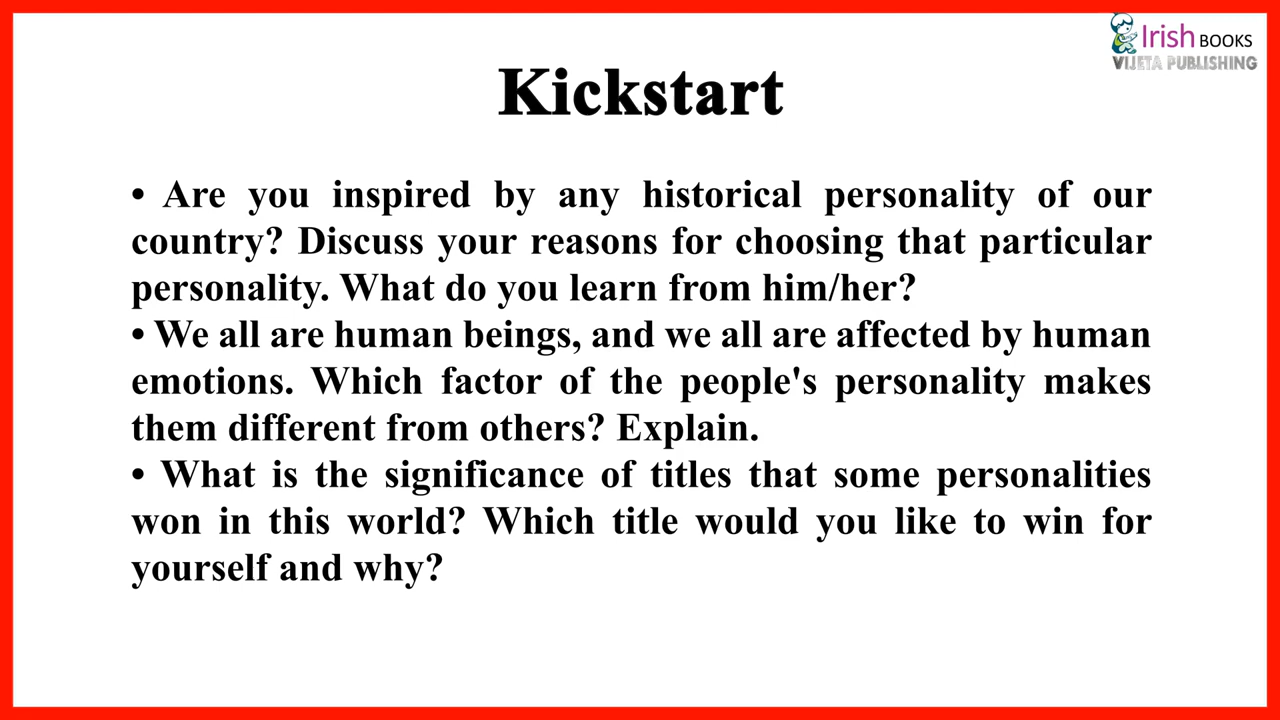 Irish BOOKS
VIJETA PUBLISHING
Kickstart
• Are you inspired by any historical personality of our
country? Discuss your reasons for choosing that particular
personality. What do you learn from him/her?
• We all are human beings, and we all are affected by human
emotions. Which factor of the people's personality makes
them different from others? Explain.
• What is the significance of titles that some personalities
won in this world? Which title would you like to win for
yourself and why?